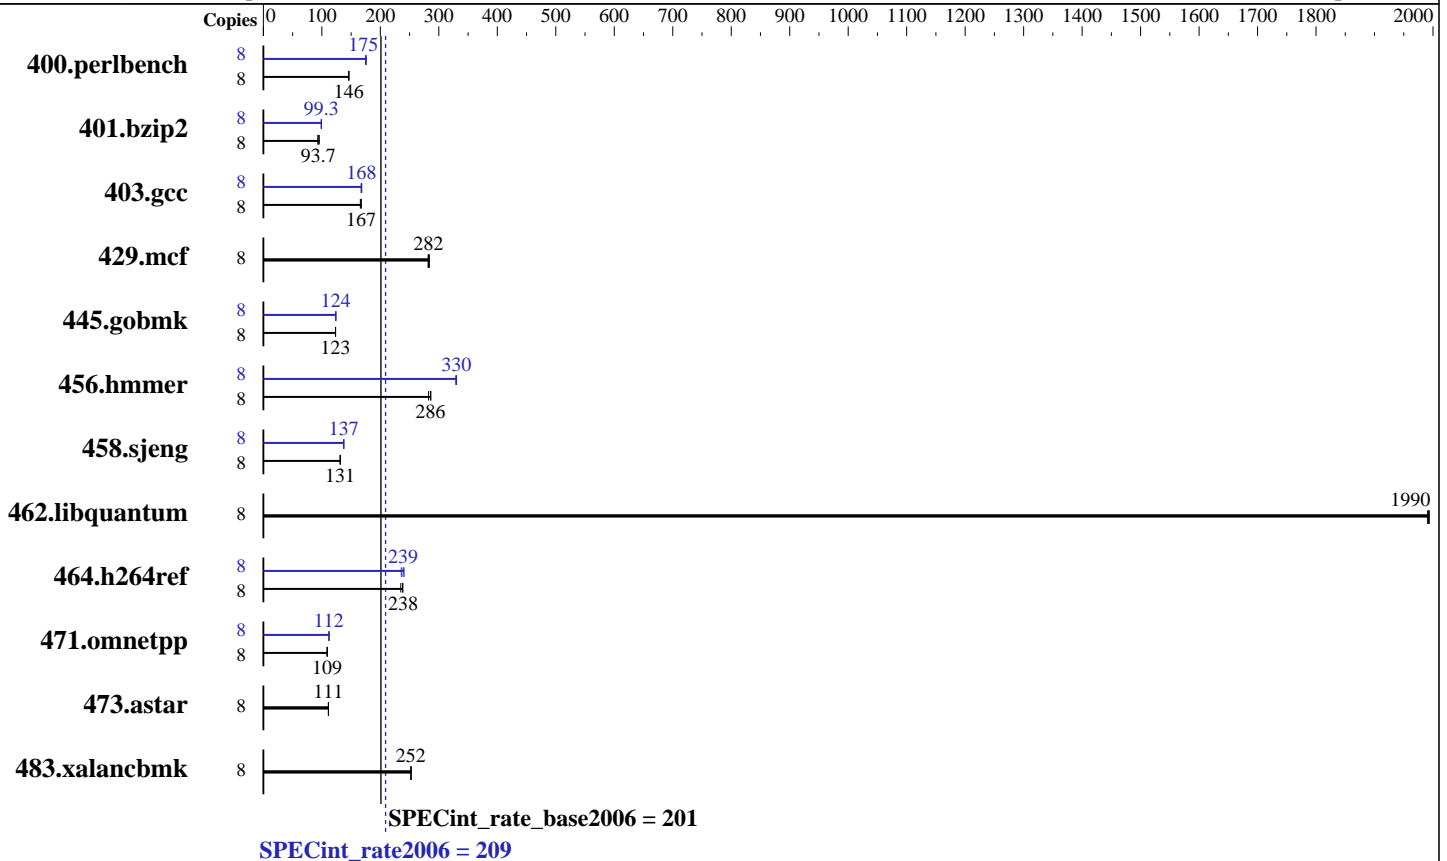 Copies 0 100 200 300 400 500 600 700 800 900 1000 1100 1200 1300 1400 1500 1600 1700 1800 2000
400.perlbench 8 175
8 146
401.bzip2 8 99.3
8 93.7
403.gcc 8 168
8 167
429.mcf 8 282
445.gobmk 8 124
8 123
456.hmmer 8 330
8 286
458.sjeng 8 137
8 131
462.libquantum 8 1990
464.h264ref 8 239
8 238
471.omnetpp 8 112
8 109
473.astar 8 111
483.xalancbmk 8 252
SPECint_rate_base2006 = 201
SPECint_rate2006 = 209